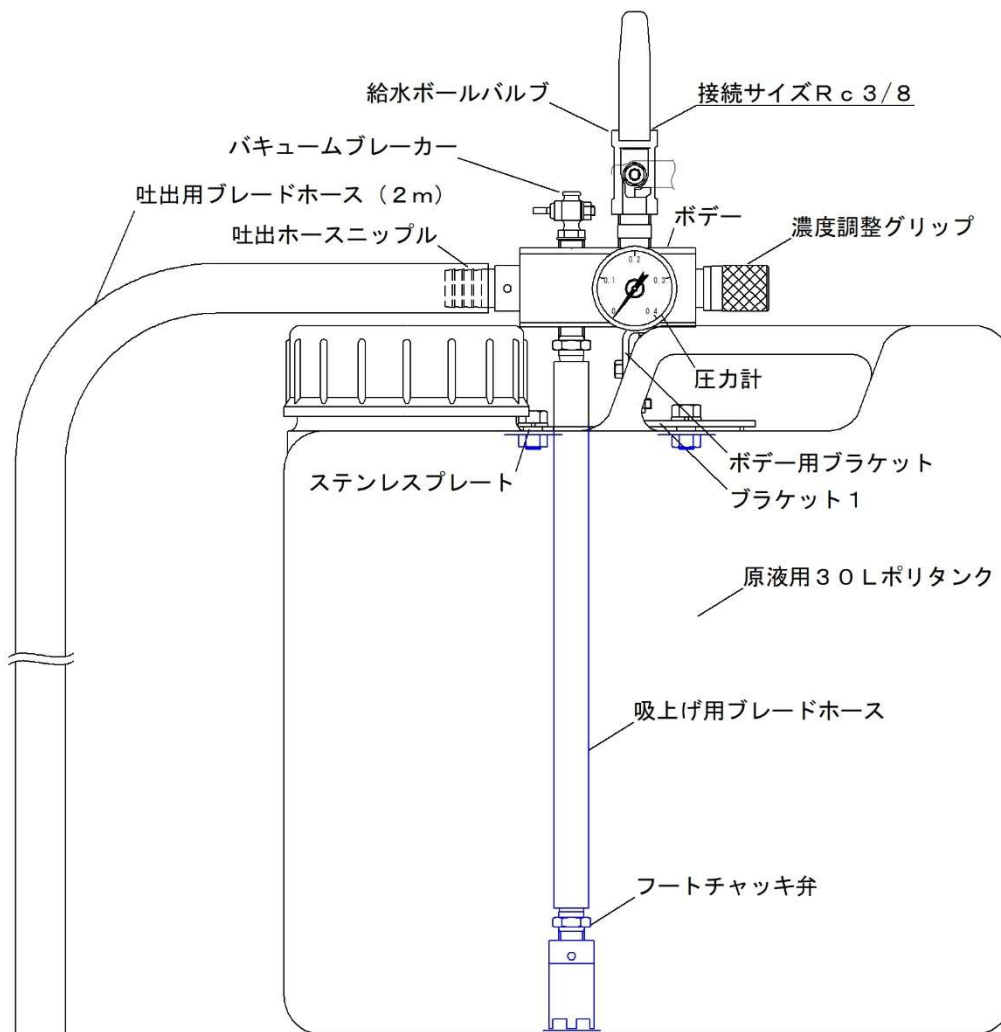 給水ボールバルブ
接続サイズＲｃ３/８
バキュームブレーカー
吐出用ブレードホース（２ｍ）
ボデー
吐出ホースニップル
濃度調整グリップ
0.2
0.1
0.3
0
0.4
圧力計
ステンレスプレート
ボデー用ブラケット
ブラケット１
原液用３０Ｌポリタンク
吸上げ用ブレードホース
フートチャッキ弁